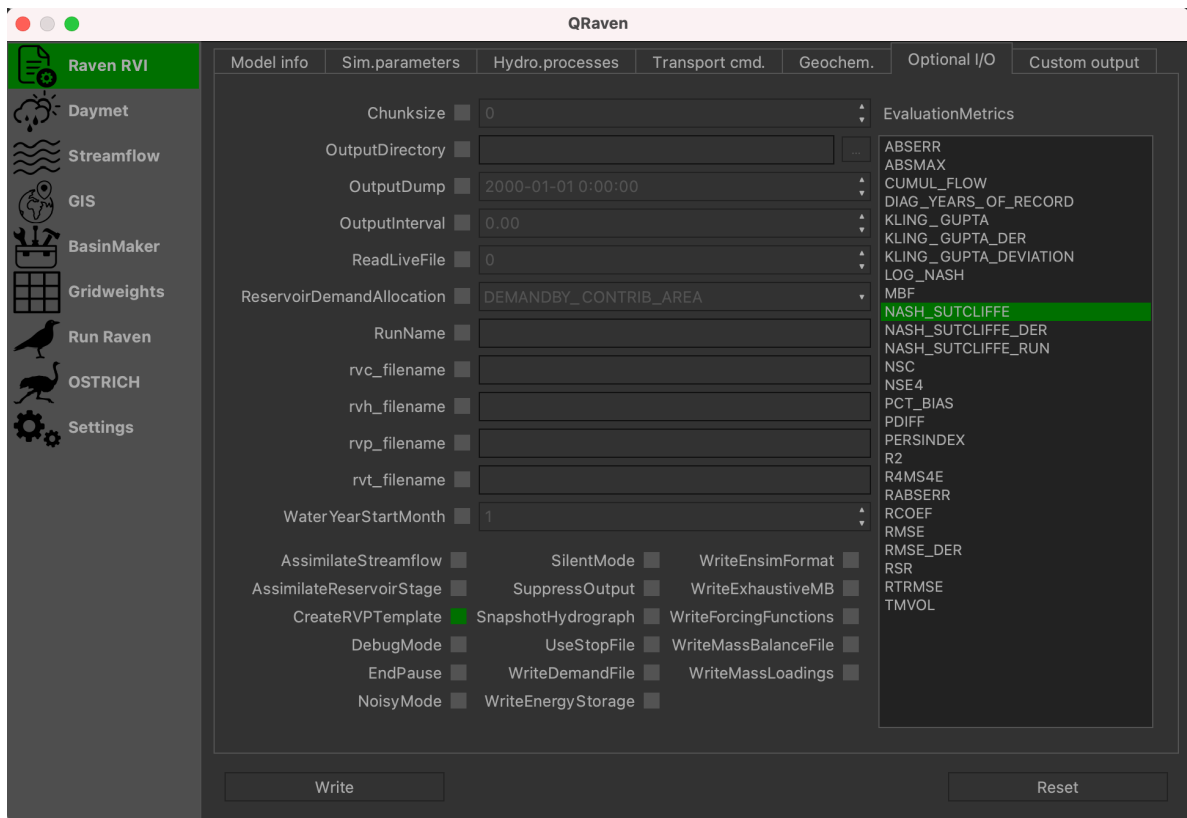 QRaven
Raven RVI
Daymet
Streamflow
GIS
BasinMaker
Gridweights
Run Raven
OSTRICH
Settings
Model info Sim.parameters Hydro.processes Transport cmd. Geochem. Optional I/O Custom output
Chunksize 0
OutputDirectory ...
OutputDump 2000-01-01 0:00:00
OutputInterval 0.00
ReadLiveFile 0
ReservoirDemandAllocation DEMANDBY_CONTRIB_AREA
RunName
rvc_filename
rvh_filename
rvp_filename
rvt_filename
WaterYearStartMonth 1
AssimilateStreamflow SilentMode WriteEnsimFormat
AssimilateReservoirStage SuppressOutput WriteExhaustiveMB
CreateRVPTemplate SnapshotHydrograph WriteForcingFunctions
DebugMode UseStopFile WriteMassBalanceFile
EndPause WriteDemandFile WriteMassLoadings
NoisyMode WriteEnergyStorage
EvaluationMetrics
ABSERR
ABSMAX
CUMUL_FLOW
DIAG_YEARS_OF_RECORD
KLING_GUPTA
KLING_GUPTA_DER
KLING_GUPTA_DEVIATION
LOG_NASH
MBF
NASH_SUTCLIFFE
NASH_SUTCLIFFE_DER
NASH_SUTCLIFFE_RUN
NSC
NSE4
PCT_BIAS
PDIFF
PERSINDEX
R2
R4MS4E
RABSERR
RCOEF
RMSE
RMSE_DER
RSR
RTRMSE
TMVOL
Write
Reset